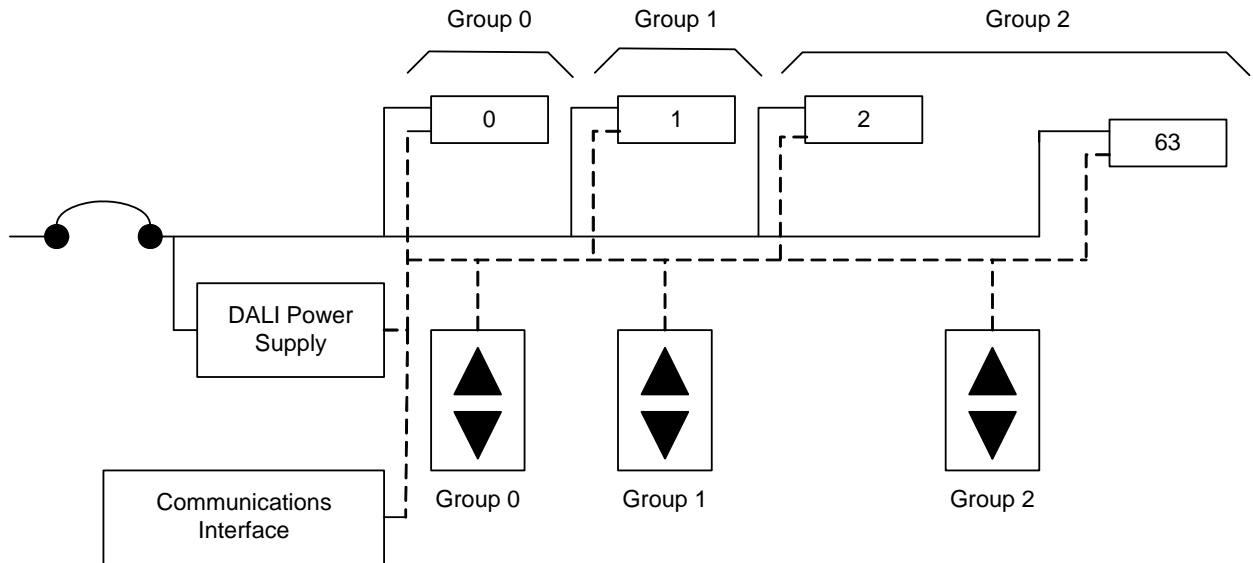 Group 0
Group 1
Group 2
0
1
2
63
DALI Power
Supply
Group 0
Group 1
Group 2
Communications
Interface